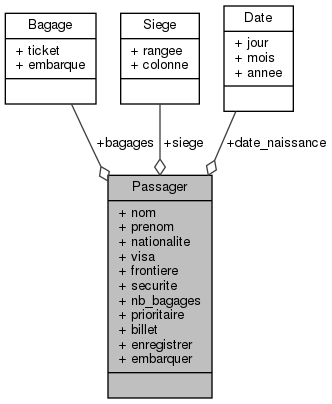 Bagage
+ ticket
+ embarque
Siege
+ rangee
+ colonne
Date
+ jour
+ mois
+ annee
+bagages
+siege
+date_naissance
Passager
+ nom
+ prenom
+ nationalite
+ visa
+ frontiere
+ securite
+ nb_bagages
+ prioritaire
+ billet
+ enregistrer
+ embarquer